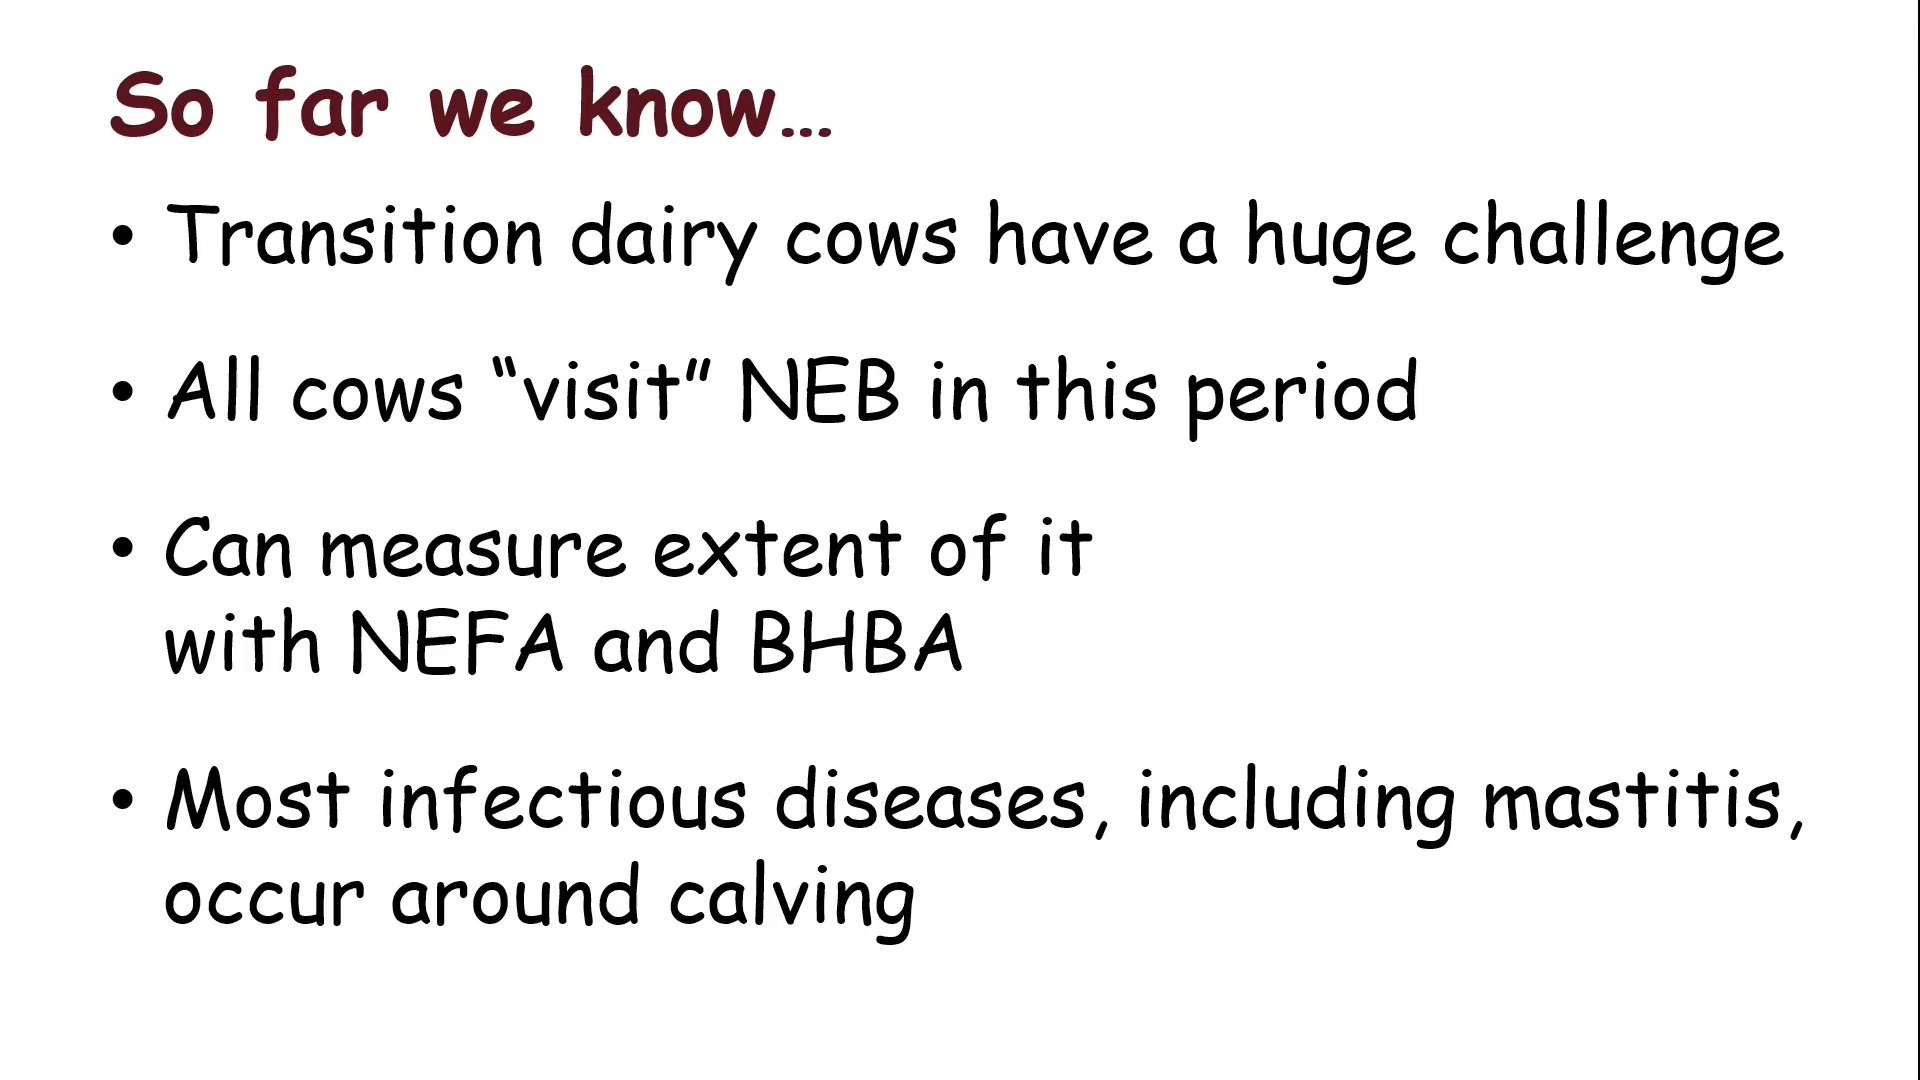 So far we know...
• Transition dairy cows have a huge challenge
• All cows “visit” NEB in this period
• Can measure extent of it
with NEFA and BHBA
• Most infectious diseases, including mastitis,
occur around calving